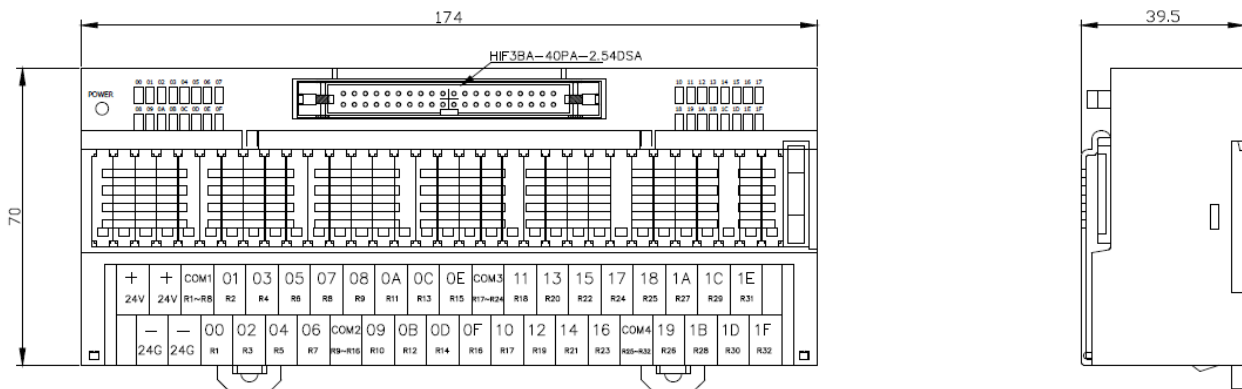 174
39.5
HIF3BA-40PA-2.54DSA
70
POWER
00 01 02 03 04 05 06 07
08 09 0A 0B 0C 0D 0E 0F
10 11 12 13 14 15 16 17
18 19 1A 1B 1C 1D 1E 1F
+ + COM1 01 03 05 07 08 0A 0C 0E COM3 11 13 15 17 18 1A 1C 1E
24V 24V R1~R8 R2 R4 R6 R8 R9 R11 R13 R15 R17~R24 R18 R20 R22 R24 R25 R27 R29 R31
- - 00 02 04 06 COM2 09 0B 0D 0F 10 12 14 16 COM4 19 1B 1D 1F
24G 24G R1 R3 R5 R7 R9~R16 R10 R12 R14 R16 R17 R19 R21 R23 R25~R32 R26 R28 R30 R32